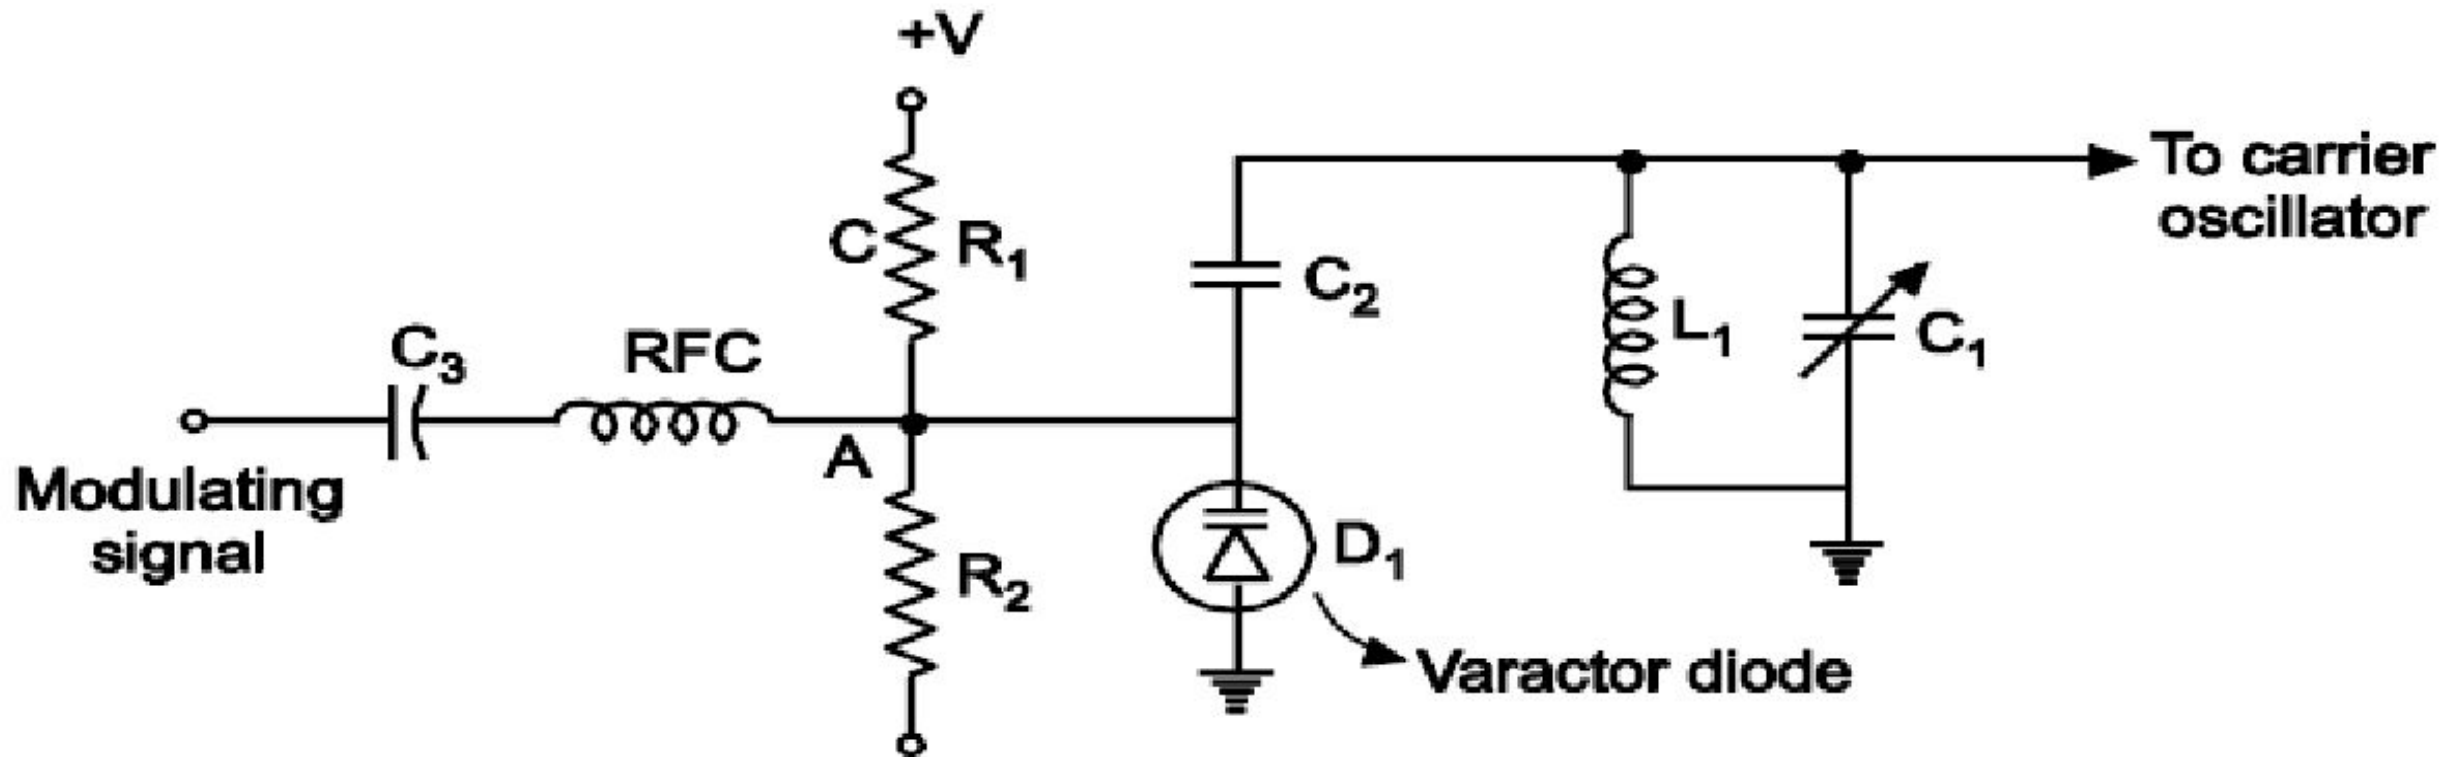 +V
To carrier
oscillator
C
R1
C2
L1
C1
C3
RFC
A
Modulating
signal
R2
D1
Varactor diode